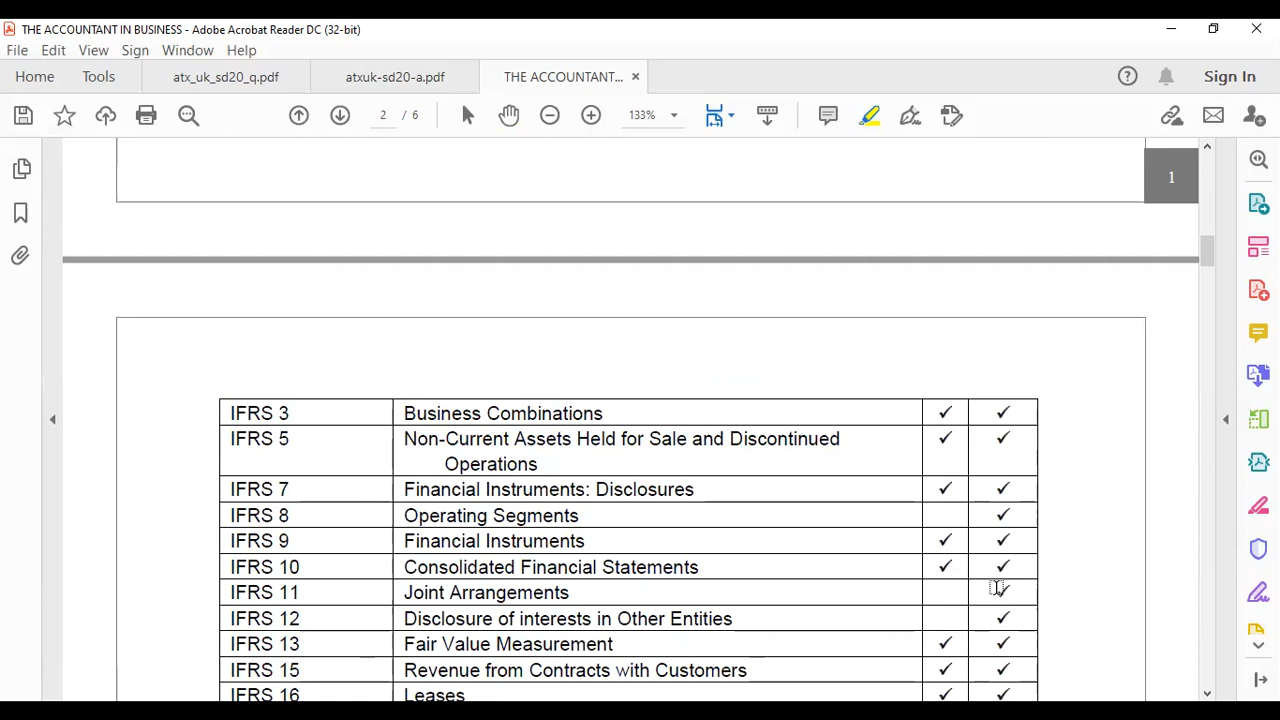 THE ACCOUNTANT IN BUSINESS - Adobe Acrobat Reader DC (32-bit)
File Edit View Sign Window Help
Home Tools atx_uk_sd20_q.pdf atxuk-sd20-a.pdf THE ACCOUNTANT... × Sign In
2 / 6 133%
1
IFRS 3 Business Combinations ✓ ✓
IFRS 5 Non-Current Assets Held for Sale and Discontinued ✓ ✓
Operations
IFRS 7 Financial Instruments: Disclosures ✓ ✓
IFRS 8 Operating Segments ✓
IFRS 9 Financial Instruments ✓ ✓
IFRS 10 Consolidated Financial Statements ✓ ✓
IFRS 11 Joint Arrangements ✓
IFRS 12 Disclosure of interests in Other Entities ✓
IFRS 13 Fair Value Measurement ✓ ✓
IFRS 15 Revenue from Contracts with Customers ✓ ✓
IFRS 16 Leases ✓ ✓